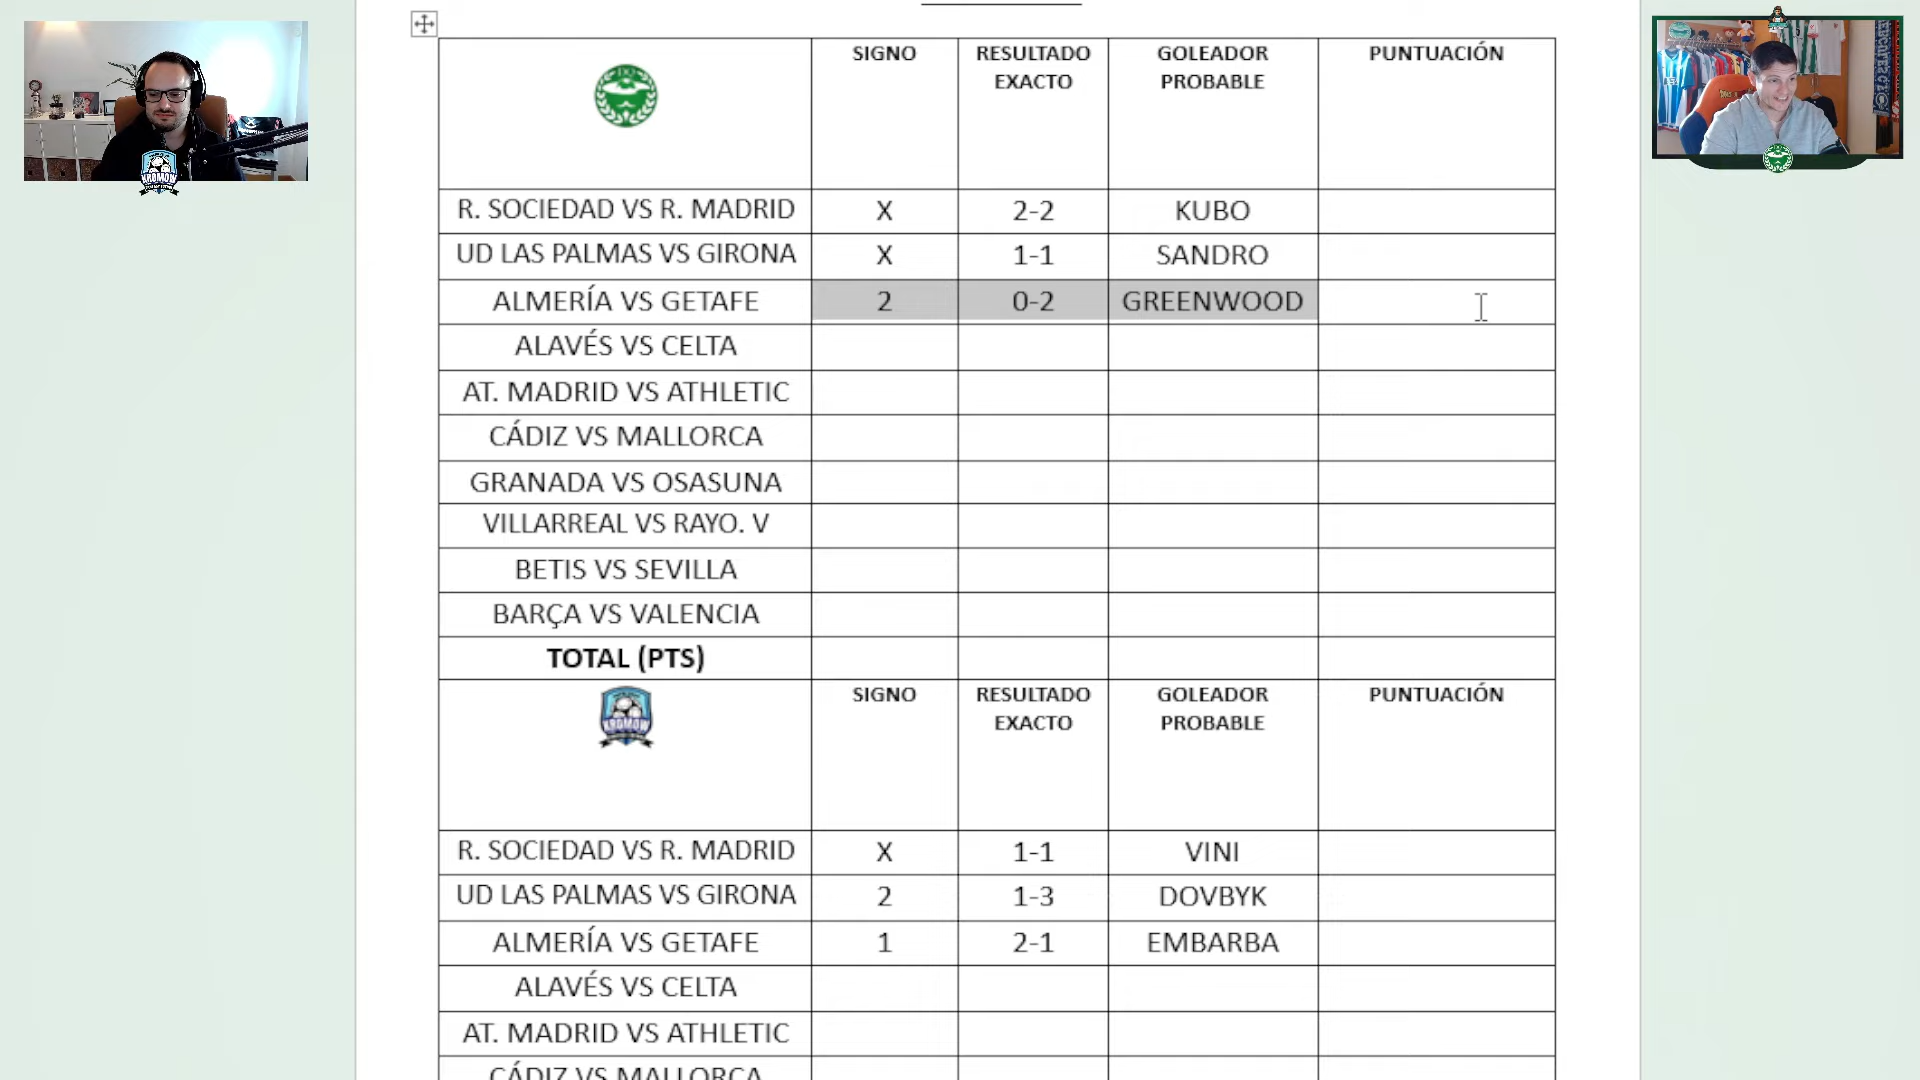 SIGNO RESULTADO EXACTO GOLEADOR PROBABLE PUNTUACIÓN
R. SOCIEDAD VS R. MADRID X 2-2 KUBO
UD LAS PALMAS VS GIRONA X 1-1 SANDRO
ALMERÍA VS GETAFE 2 0-2 GREENWOOD
ALAVÉS VS CELTA
AT. MADRID VS ATHLETIC
CÁDIZ VS MALLORCA
GRANADA VS OSASUNA
VILLARREAL VS RAYO. V
BETIS VS SEVILLA
BARÇA VS VALENCIA
TOTAL (PTS)
KROMOW
SIGNO RESULTADO EXACTO GOLEADOR PROBABLE PUNTUACIÓN
R. SOCIEDAD VS R. MADRID X 1-1 VINI
UD LAS PALMAS VS GIRONA 2 1-3 DOVBYK
ALMERÍA VS GETAFE 1 2-1 EMBARBA
ALAVÉS VS CELTA
AT. MADRID VS ATHLETIC
CÁDIZ VS MALLORCA